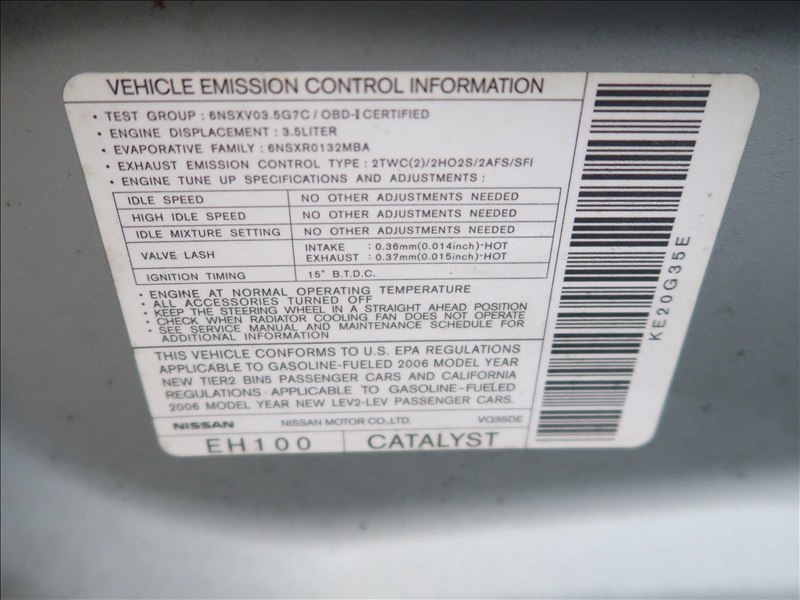 VEHICLE EMISSION CONTROL INFORMATION
• TEST GROUP : 6NSXV03.5G7C / OBD-Ⅱ CERTIFIED
• ENGINE DISPLACEMENT : 3.5LITER
• EVAPORATIVE FAMILY : 6NSXR0132MBA
• EXHAUST EMISSION CONTROL TYPE : 2TWC(2)/2HO2S/2AFS/SFI
• ENGINE TUNE UP SPECIFICATIONS AND ADJUSTMENTS :
IDLE SPEED NO OTHER ADJUSTMENTS NEEDED
HIGH IDLE SPEED NO OTHER ADJUSTMENTS NEEDED
IDLE MIXTURE SETTING NO OTHER ADJUSTMENTS NEEDED
VALVE LASH INTAKE : 0.36mm(0.014inch)-HOT
EXHAUST : 0.37mm(0.015inch)-HOT
IGNITION TIMING 15° B.T.D.C.
• ENGINE AT NORMAL OPERATING TEMPERATURE
• ALL ACCESSORIES TURNED OFF
• KEEP THE STEERING WHEEL IN A STRAIGHT AHEAD POSITION
• CHECK WHEN RADIATOR COOLING FAN DOES NOT OPERATE
• SEE SERVICE MANUAL AND MAINTENANCE SCHEDULE FOR
ADDITIONAL INFORMATION
THIS VEHICLE CONFORMS TO U.S. EPA REGULATIONS
APPLICABLE TO GASOLINE-FUELED 2006 MODEL YEAR
NEW TIER2 BIN5 PASSENGER CARS AND CALIFORNIA
REGULATIONS APPLICABLE TO GASOLINE-FUELED
2006 MODEL YEAR NEW LEV2-LEV PASSENGER CARS.
NISSAN NISSAN MOTOR CO.,LTD. VQ35DE
EH100 CATALYST
KE20G35E